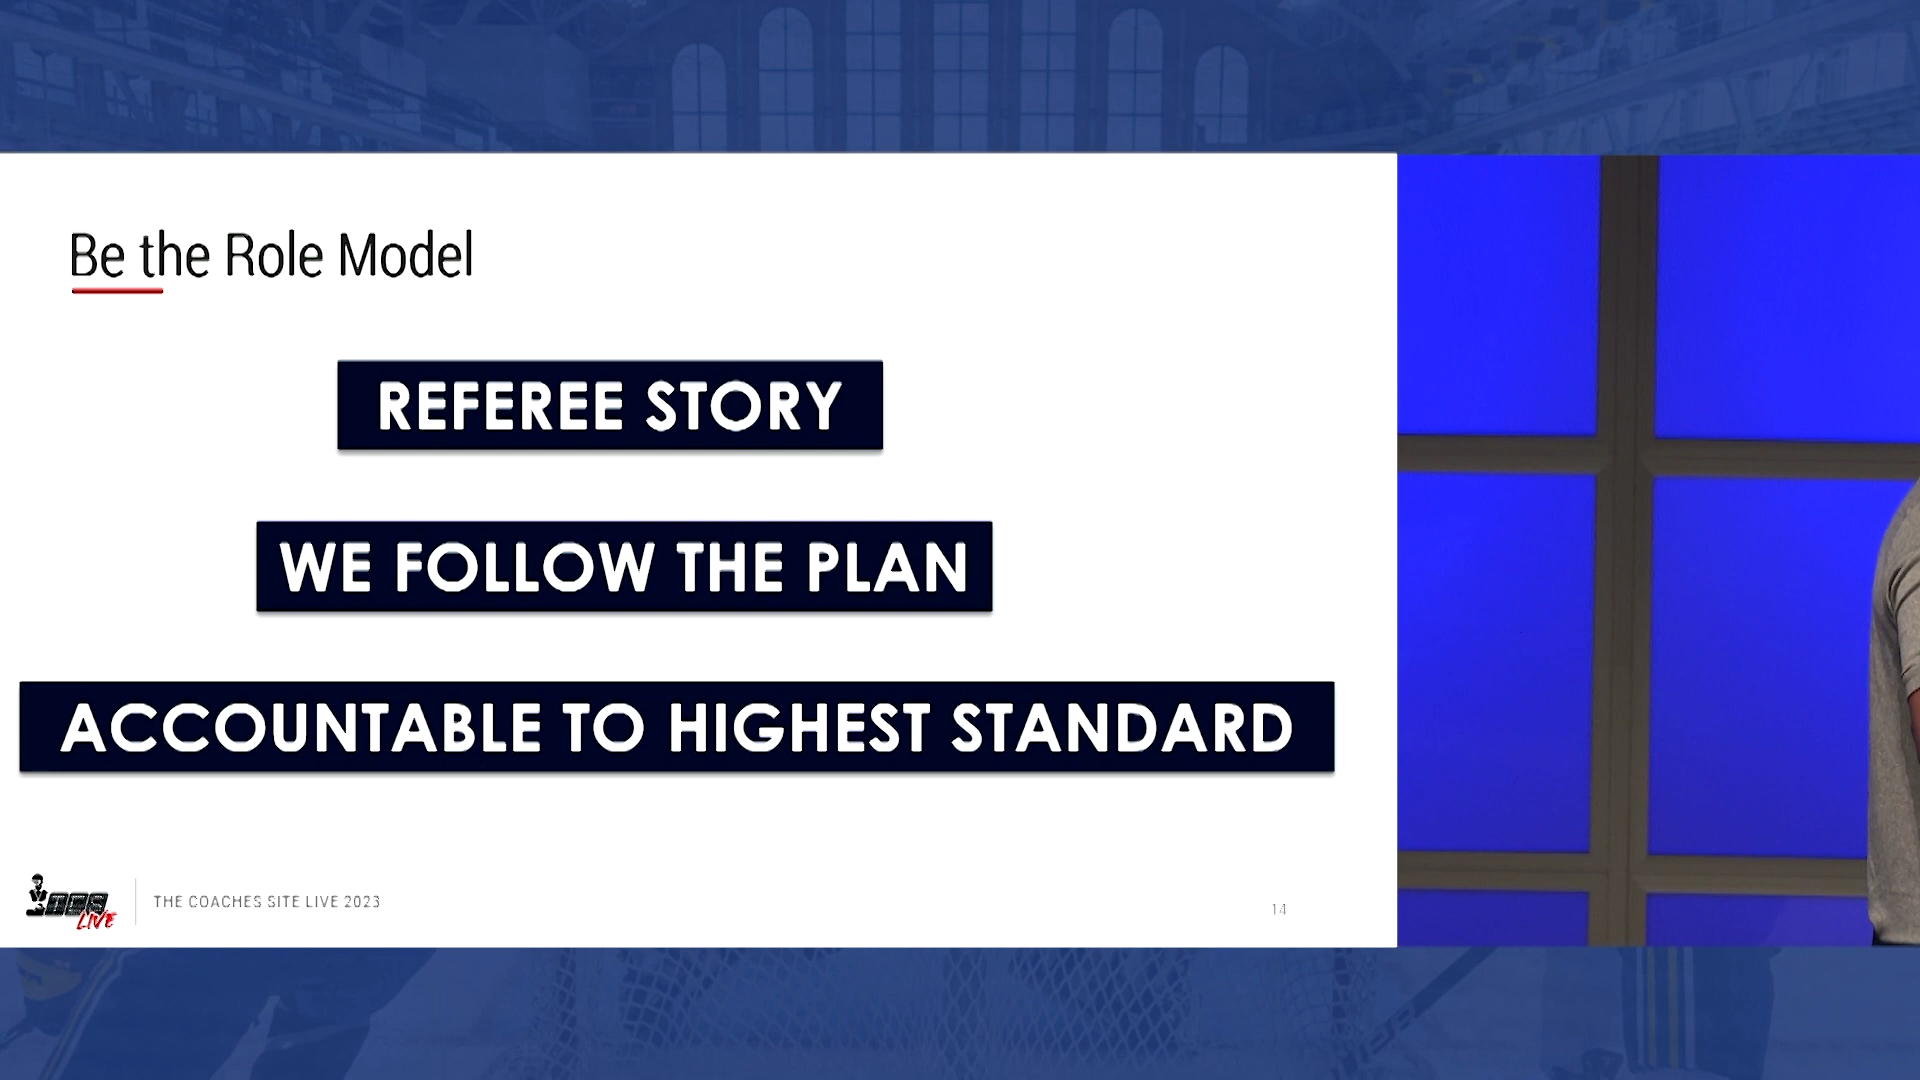 Be the Role Model
REFEREE STORY
WE FOLLOW THE PLAN
ACCOUNTABLE TO HIGHEST STANDARD
LIVE
THE COACHES SITE LIVE 2023
14